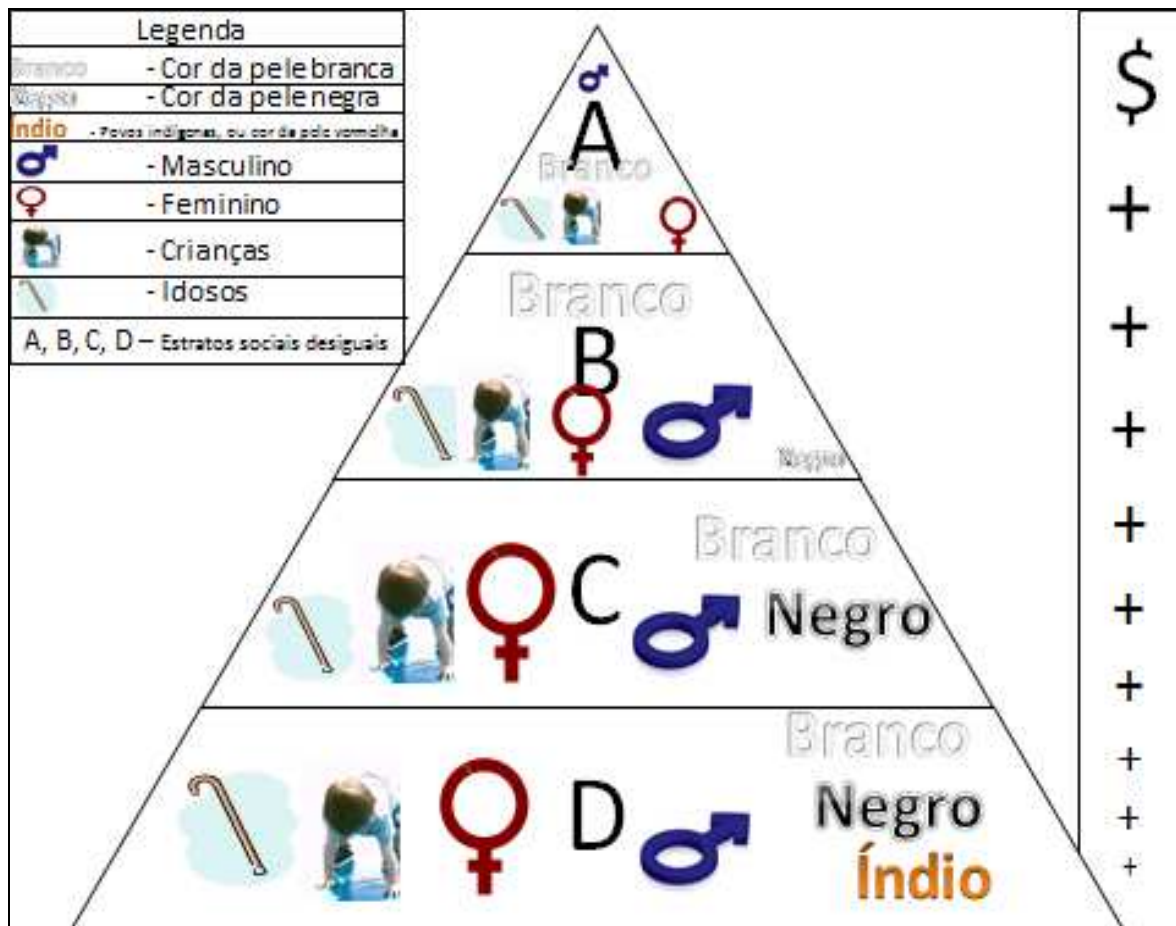 Legenda
Branco - Cor da pele branca
Negro - Cor da pele negra
Índio - Povos indígenas, ou cor da pele vermelha
- Masculino
- Feminino
- Crianças
- Idosos
A, B, C, D – Estratos sociais desiguais
A
Branco
Branco
B
Negro
Branco
C
Negro
Branco
D
Negro
Índio
$
+
+
+
+
+
+
+
+
+